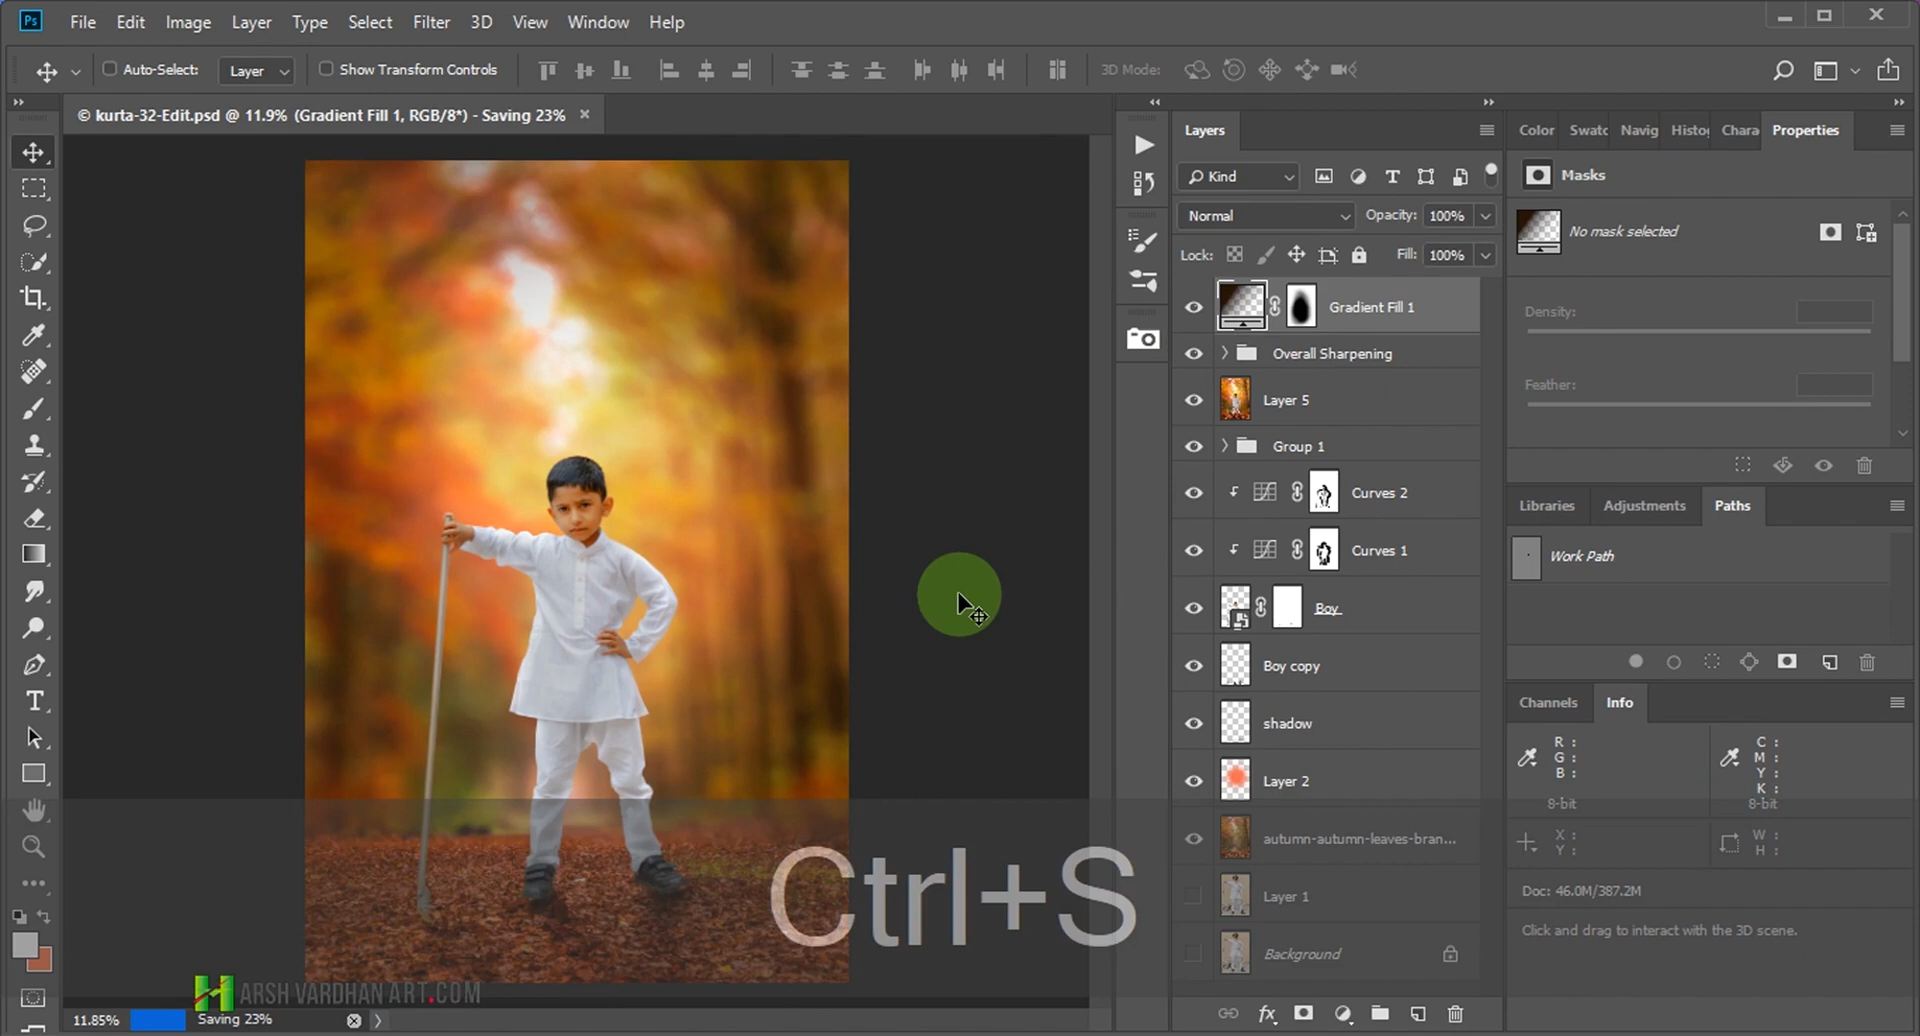 Ps File Edit Image Layer Type Select Filter 3D View Window Help
Auto-Select: Layer Show Transform Controls 3D Mode:
© kurta-32-Edit.psd @ 11.9% (Gradient Fill 1, RGB/8*) - Saving 23%
Layers
Kind
Normal Opacity: 100%
Lock: Fill: 100%
Gradient Fill 1
Overall Sharpening
Layer 5
Group 1
Curves 2
Curves 1
Boy
Boy copy
shadow
Layer 2
autumn-autumn-leaves-bran...
Layer 1
Background
fx
Color Swatc Navig Histo Chara Properties
Masks
No mask selected
Density:
Feather:
Libraries Adjustments Paths
Work Path
Channels Info
R :
G :
B :
8-bit
C :
M :
Y :
K :
8-bit
X :
Y :
W :
H :
Doc: 46.0M/387.2M
Click and drag to interact with the 3D scene.
Ctrl+S
HARSH VARDHAN ART.COM
11.85% Saving 23%